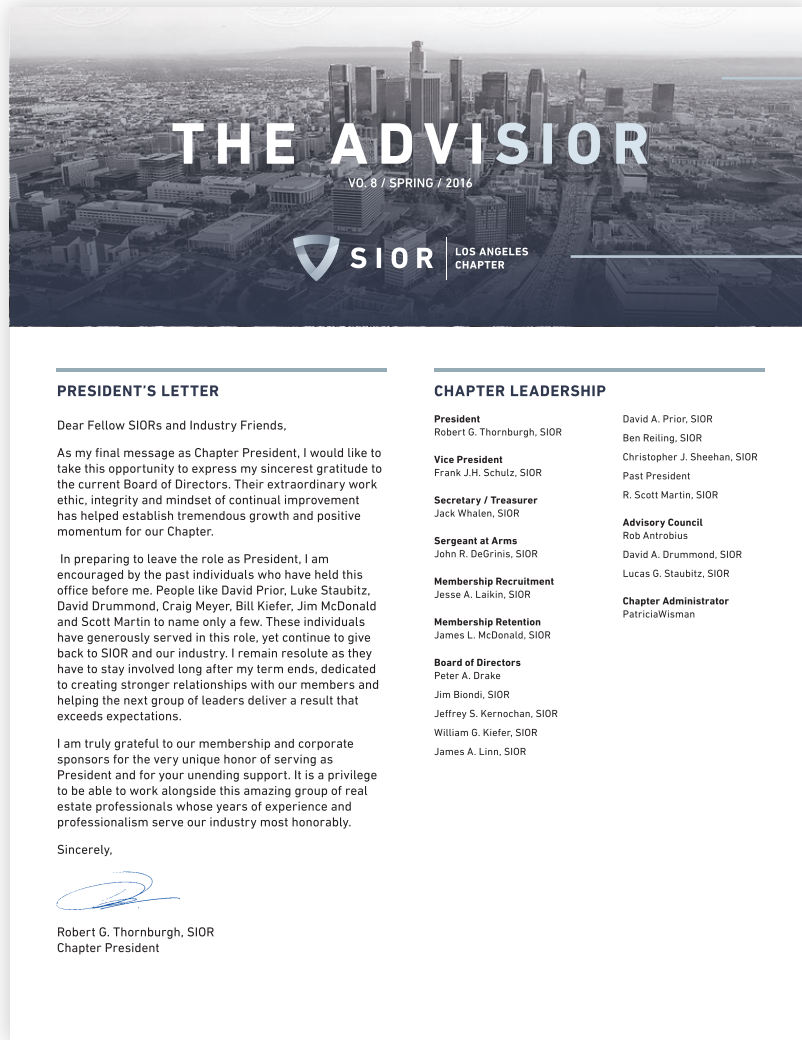 THE ADVISIOR
VO. 8 / SPRING / 2016
SIOR
LOS ANGELES
CHAPTER
PRESIDENT’S LETTER
Dear Fellow SIORs and Industry Friends,
As my final message as Chapter President, I would like to
take this opportunity to express my sincerest gratitude to
the current Board of Directors. Their extraordinary work
ethic, integrity and mindset of continual improvement
has helped establish tremendous growth and positive
momentum for our Chapter.
In preparing to leave the role as President, I am
encouraged by the past individuals who have held this
office before me. People like David Prior, Luke Staubitz,
David Drummond, Craig Meyer, Bill Kiefer, Jim McDonald
and Scott Martin to name only a few. These individuals
have generously served in this role, yet continue to give
back to SIOR and our industry. I remain resolute as they
have to stay involved long after my term ends, dedicated
to creating stronger relationships with our members and
helping the next group of leaders deliver a result that
exceeds expectations.
I am truly grateful to our membership and corporate
sponsors for the very unique honor of serving as
President and for your unending support. It is a privilege
to be able to work alongside this amazing group of real
estate professionals whose years of experience and
professionalism serve our industry most honorably.
Sincerely,
Robert G. Thornburgh, SIOR
Chapter President
CHAPTER LEADERSHIP
President
Robert G. Thornburgh, SIOR
Vice President
Frank J.H. Schulz, SIOR
Secretary / Treasurer
Jack Whalen, SIOR
Sergeant at Arms
John R. DeGrinis, SIOR
Membership Recruitment
Jesse A. Laikin, SIOR
Membership Retention
James L. McDonald, SIOR
Board of Directors
Peter A. Drake
Jim Biondi, SIOR
Jeffrey S. Kernochan, SIOR
William G. Kiefer, SIOR
James A. Linn, SIOR
David A. Prior, SIOR
Ben Reiling, SIOR
Christopher J. Sheehan, SIOR
Past President
R. Scott Martin, SIOR
Advisory Council
Rob Antrobius
David A. Drummond, SIOR
Lucas G. Staubitz, SIOR
Chapter Administrator
PatriciaWisman